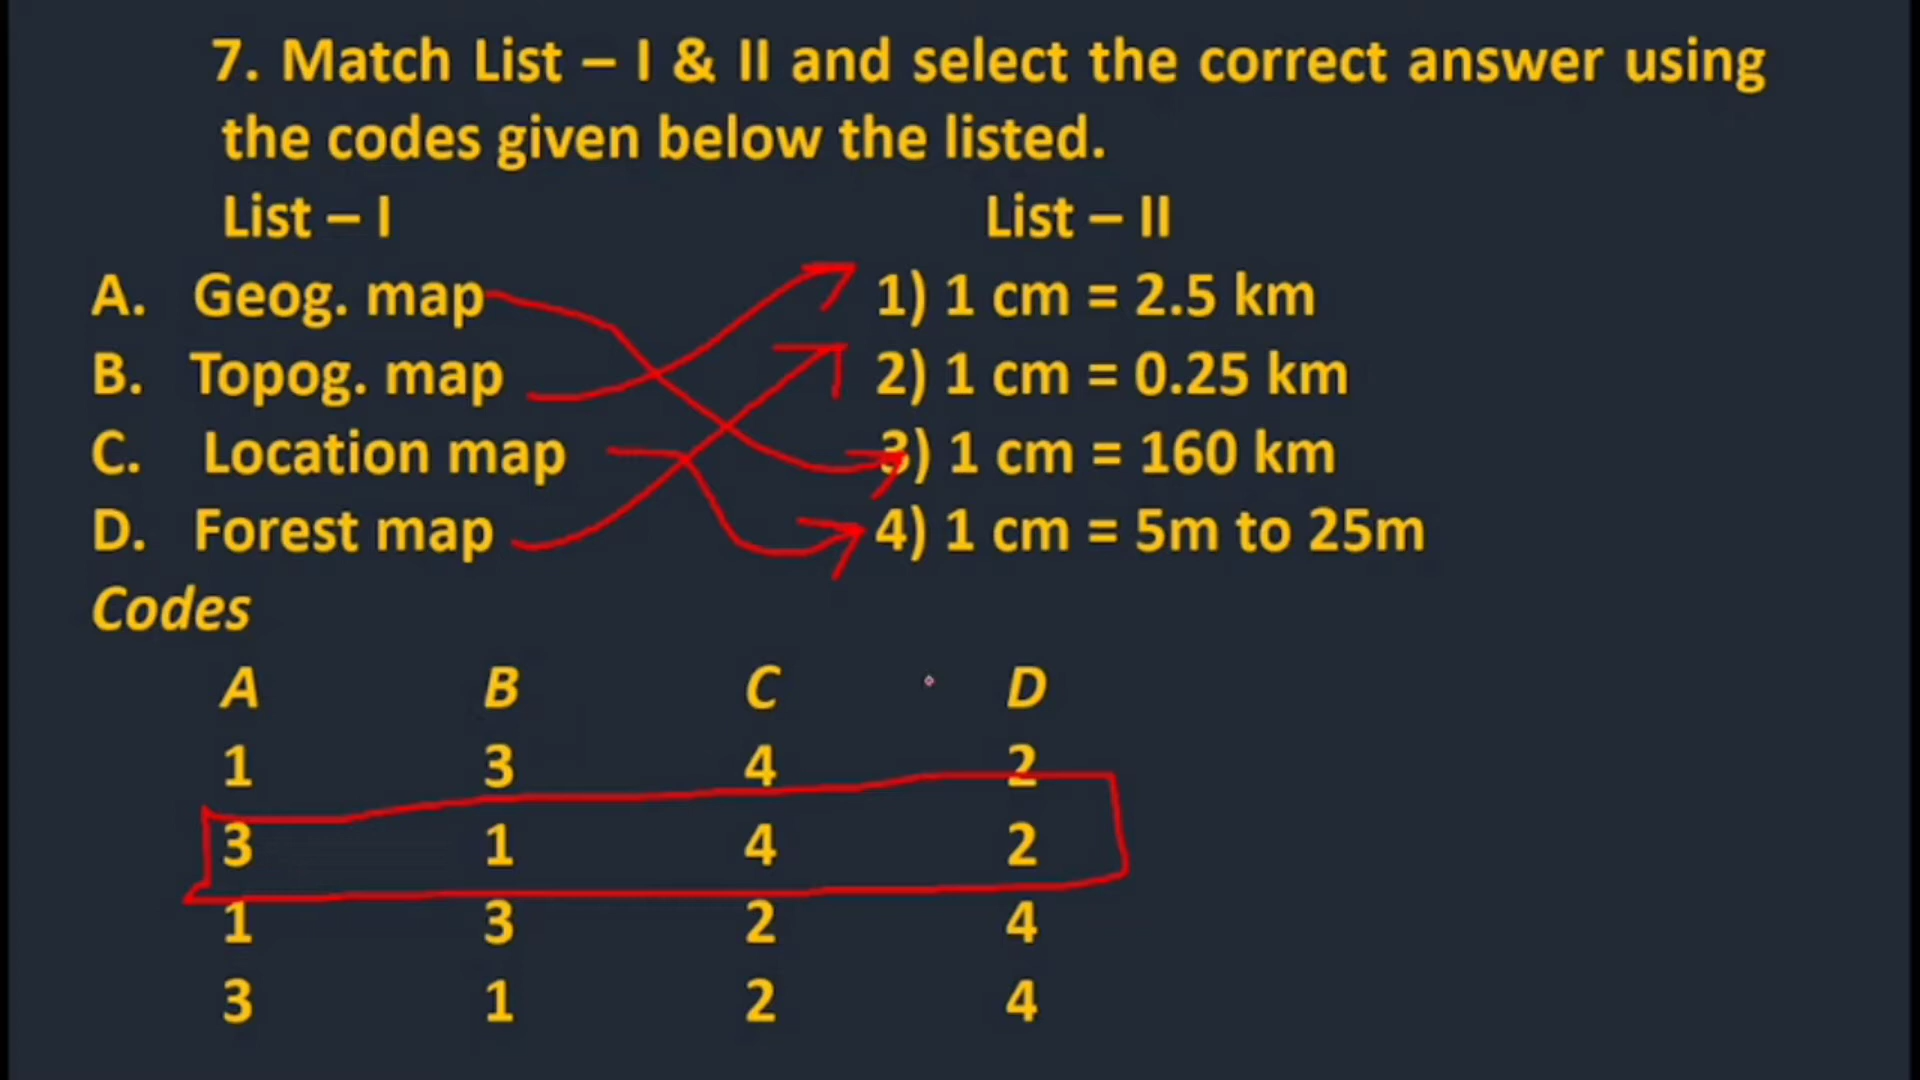 7. Match List – I & II and select the correct answer using
the codes given below the listed.
List – I List – II
A. Geog. map 1) 1 cm = 2.5 km
B. Topog. map 2) 1 cm = 0.25 km
C. Location map 3) 1 cm = 160 km
D. Forest map 4) 1 cm = 5m to 25m
Codes
A B C D
1 3 4 2
3 1 4 2
1 3 2 4
3 1 2 4